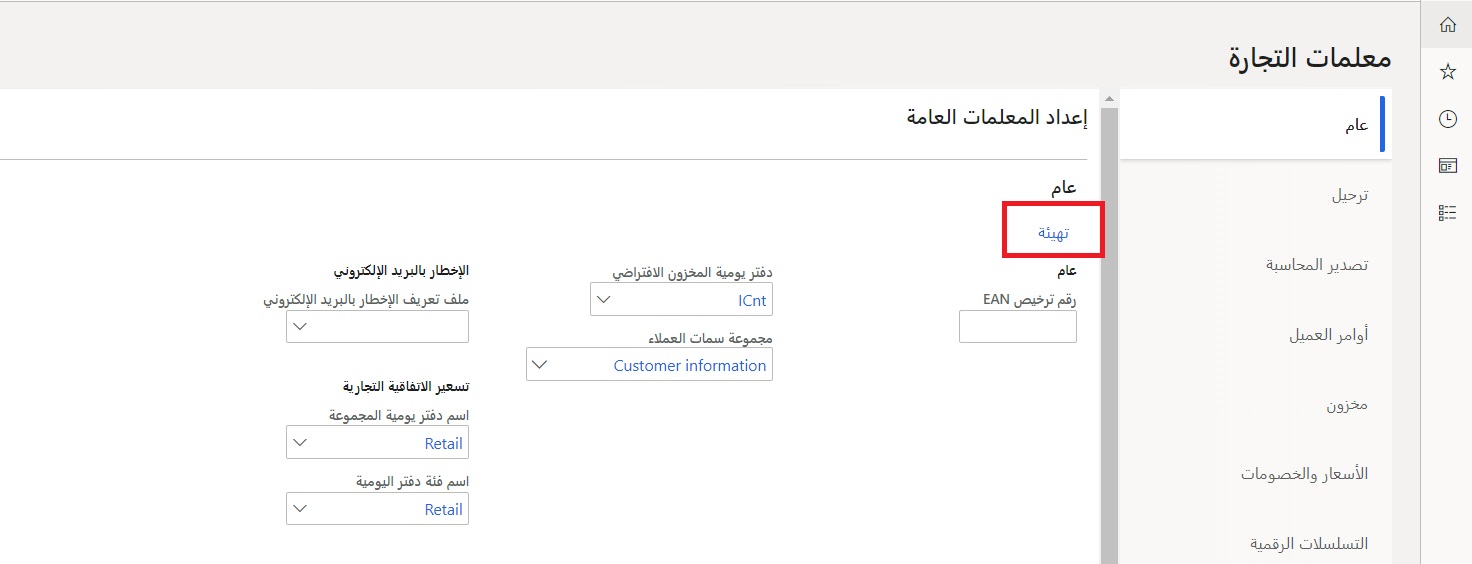 معلمات التجارة
عام
ترحيل
تصدير المحاسبة
أوامر العميل
مخزون
الأسعار والخصومات
التسلسلات الرقمية
إعداد المعلمات العامة
عام
تهيئة
عام
رقم ترخيص EAN
دفتر يومية المخزون الافتراضي
ICnt
مجموعة سمات العملاء
Customer information
الإخطار بالبريد الإلكتروني
ملف تعريف الإخطار بالبريد الإلكتروني
تسعير الاتفاقية التجارية
اسم دفتر يومية المجموعة
Retail
اسم فئة دفتر اليومية
Retail